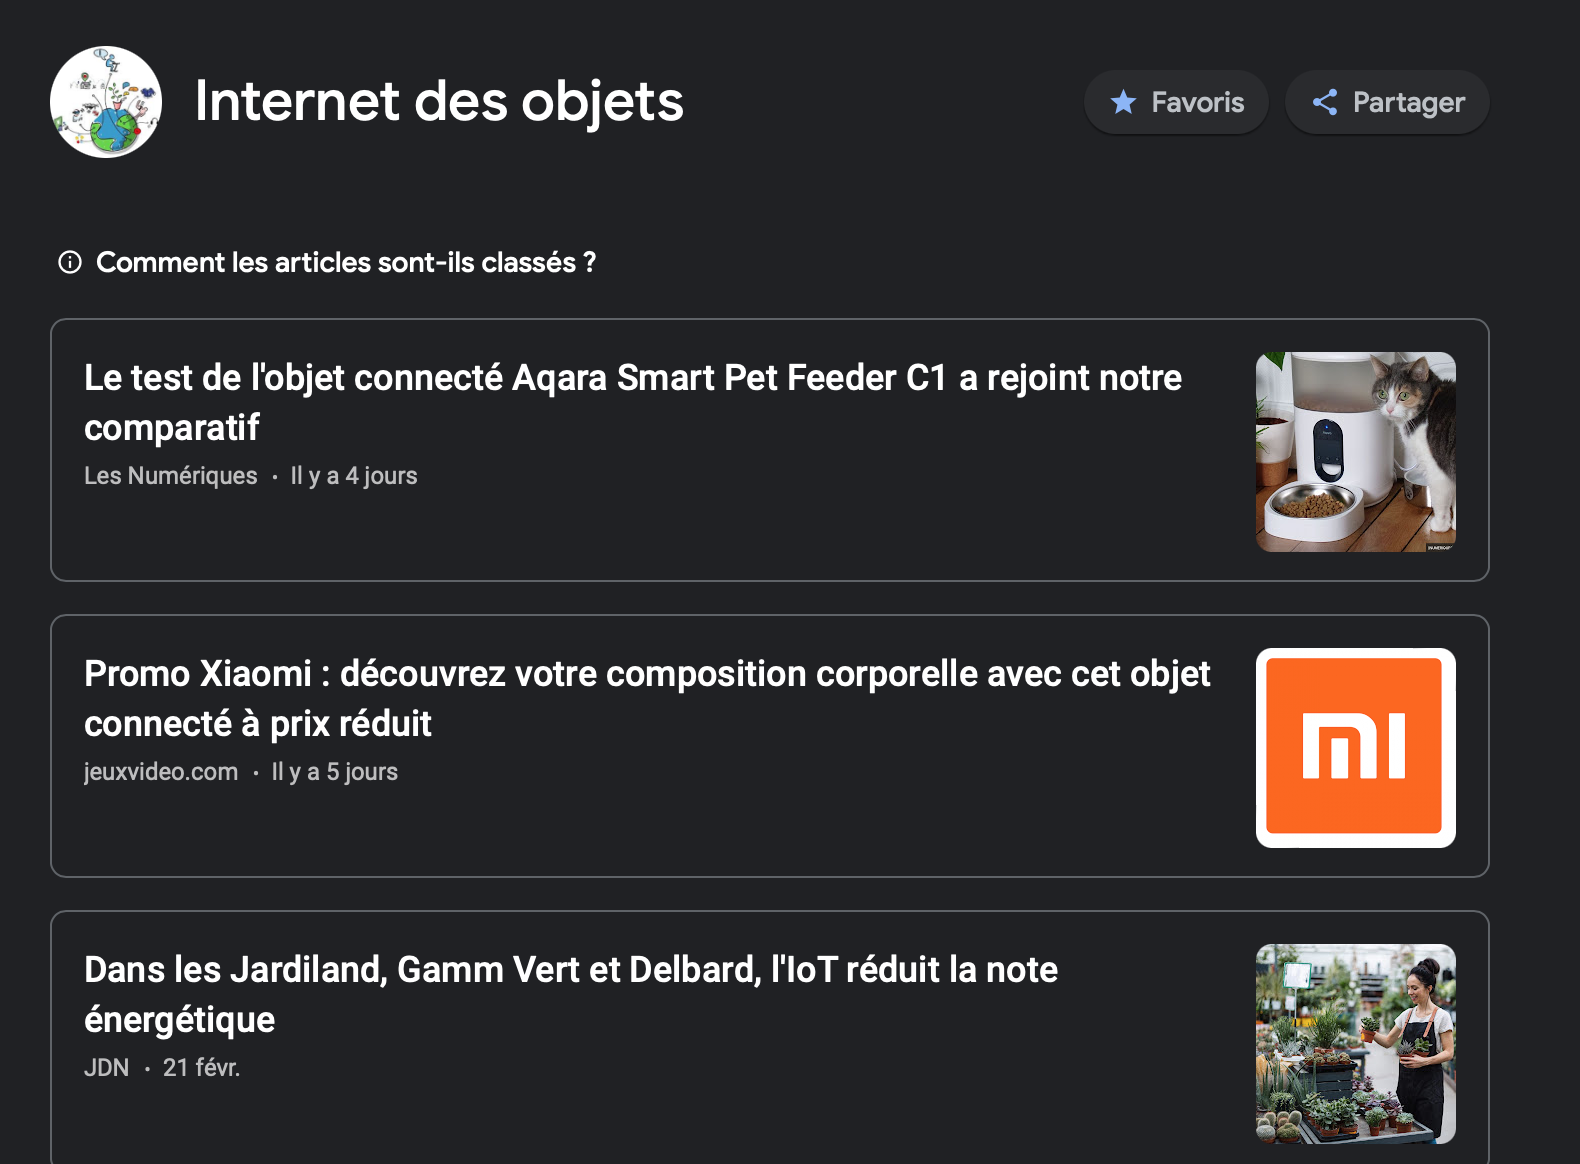 Internet des objets
Favoris
Partager
Comment les articles sont-ils classés ?
Le test de l'objet connecté Aqara Smart Pet Feeder C1 a rejoint notre
comparatif
Les Numériques • Il y a 4 jours
Promo Xiaomi : découvrez votre composition corporelle avec cet objet
connecté à prix réduit
jeuxvideo.com • Il y a 5 jours
MI
Dans les Jardiland, Gamm Vert et Delbard, l'IoT réduit la note
énergétique
JDN • 21 févr.